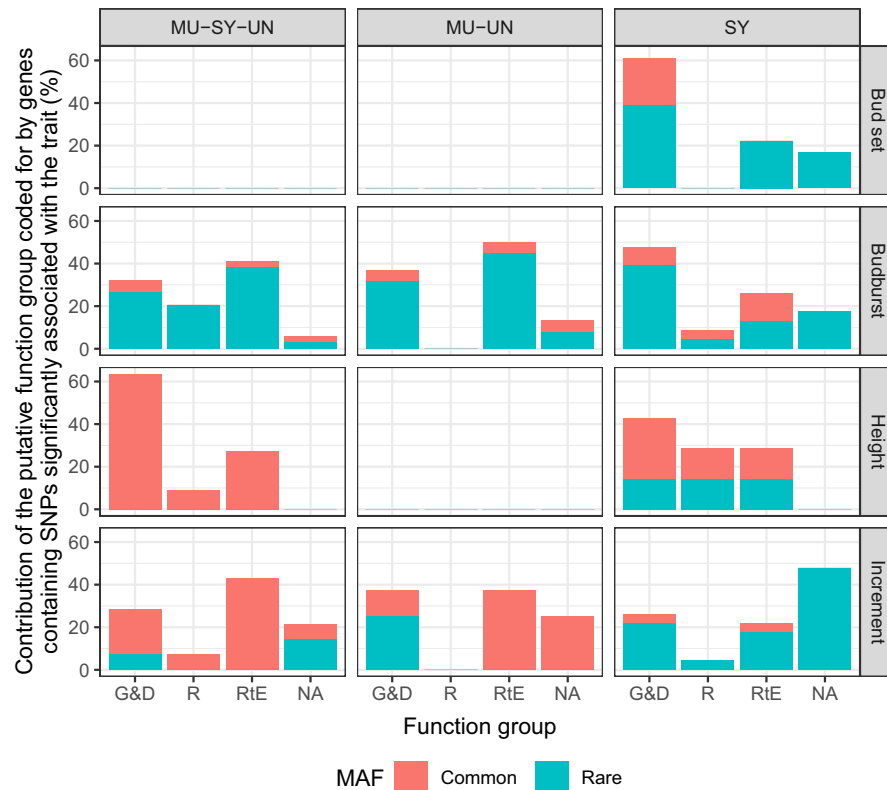 MU−SY−UN
MU−UN
SY
Contribution of the putative function group coded for by genes
containing SNPs significantly associated with the trait (%)
60
40
20
0
Bud set
60
40
20
0
Budburst
60
40
20
0
Height
60
40
20
0
Increment
G&D R RtE NA
G&D R RtE NA
G&D R RtE NA
Function group
MAF Common Rare